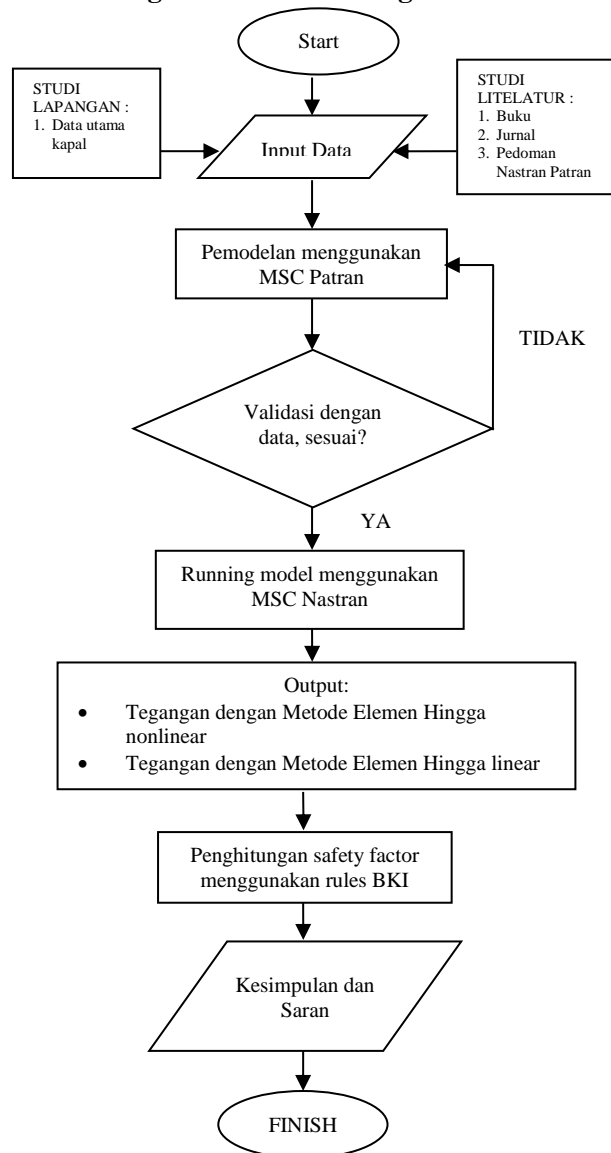 Start
STUDI
LAPANGAN :
1. Data utama
kapal
Input Data
STUDI
LITELATUR :
1. Buku
2. Jurnal
3. Pedoman
Nastran Patran
Pemodelan menggunakan
MSC Patran
TIDAK
Validasi dengan
data, sesuai?
YA
Running model menggunakan
MSC Nastran
Output:
• Tegangan dengan Metode Elemen Hingga
nonlinear
• Tegangan dengan Metode Elemen Hingga linear
Penghitungan safety factor
menggunakan rules BKI
Kesimpulan dan
Saran
FINISH